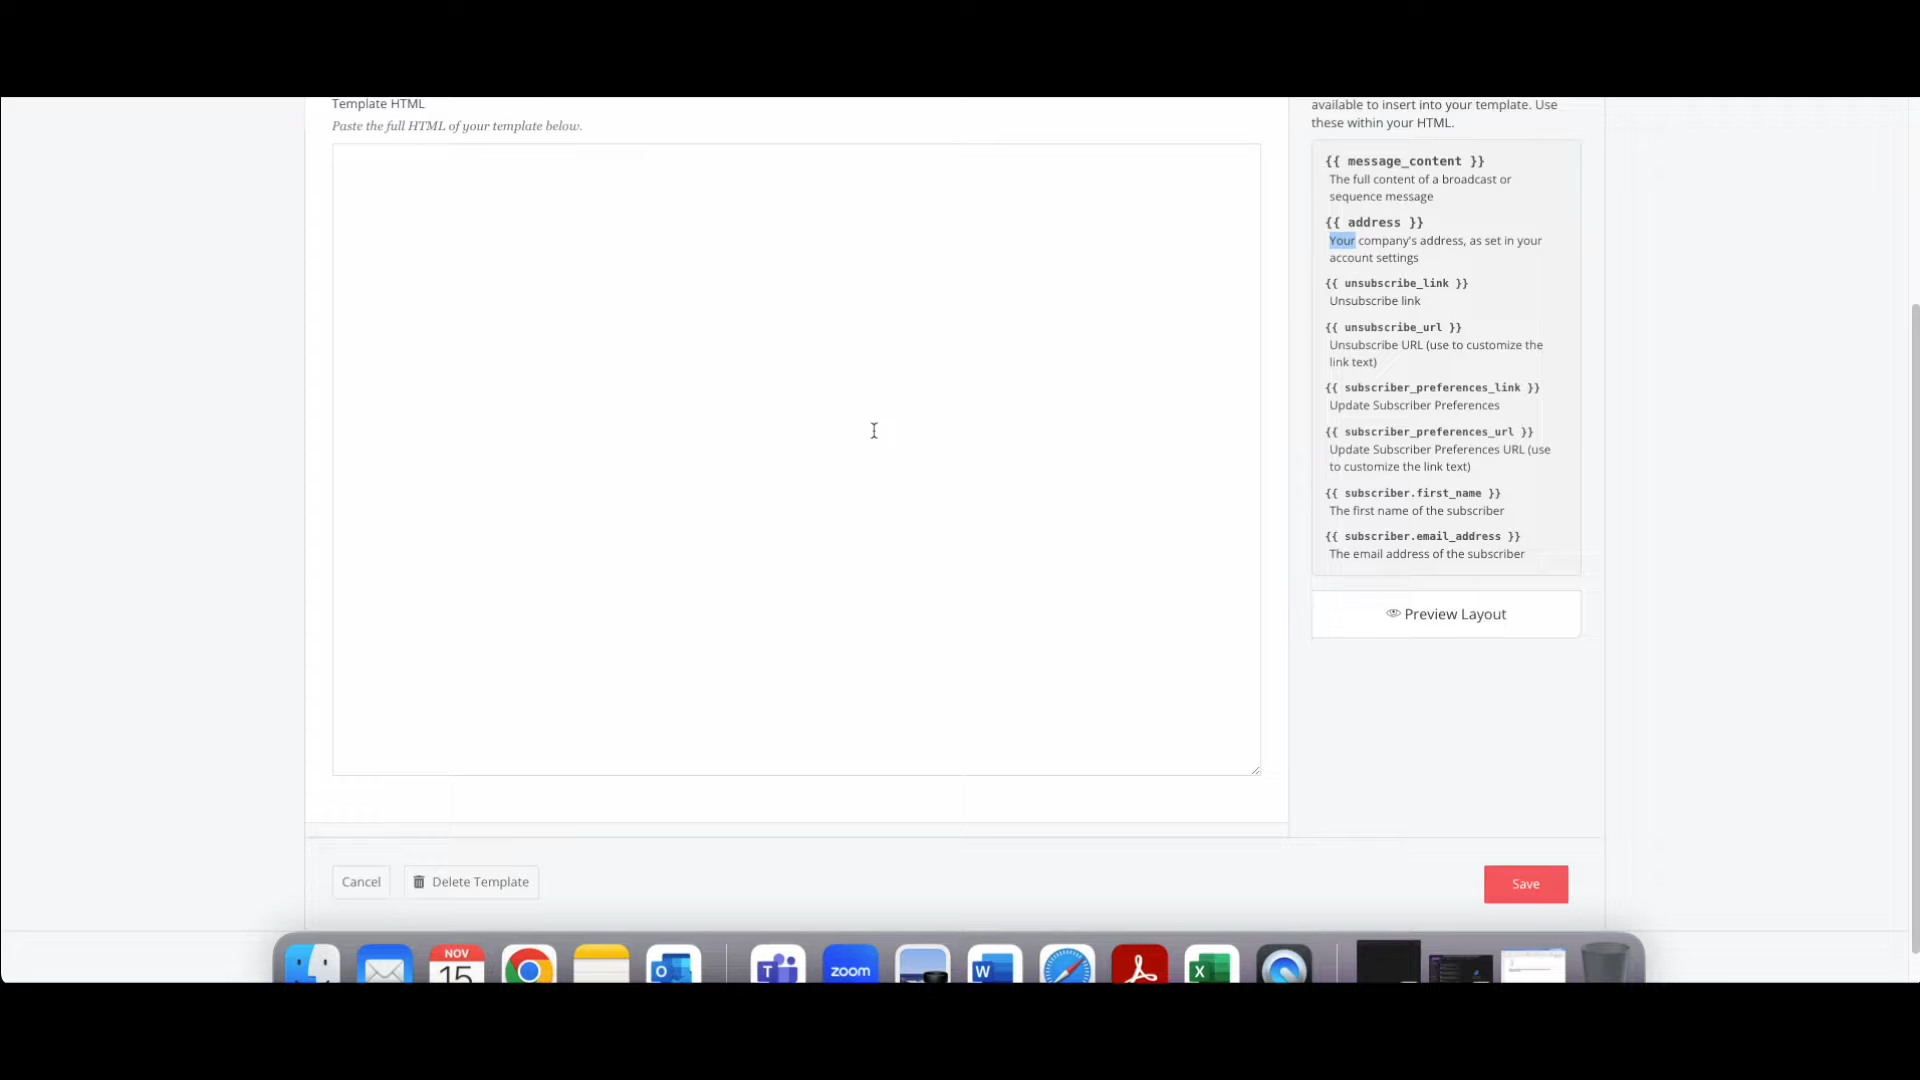 Template HTML
Paste the full HTML of your template below.
available to insert into your template. Use
these within your HTML.
{{ message_content }}
The full content of a broadcast or
sequence message
{{ address }}
Your company's address, as set in your
account settings
{{ unsubscribe_link }}
Unsubscribe link
{{ unsubscribe_url }}
Unsubscribe URL (use to customize the
link text)
{{ subscriber_preferences_link }}
Update Subscriber Preferences
{{ subscriber_preferences_url }}
Update Subscriber Preferences URL (use
to customize the link text)
{{ subscriber.first_name }}
The first name of the subscriber
{{ subscriber.email_address }}
The email address of the subscriber
Preview Layout
Cancel
Delete Template
Save
NOV
15
O
T
zoom
W
X